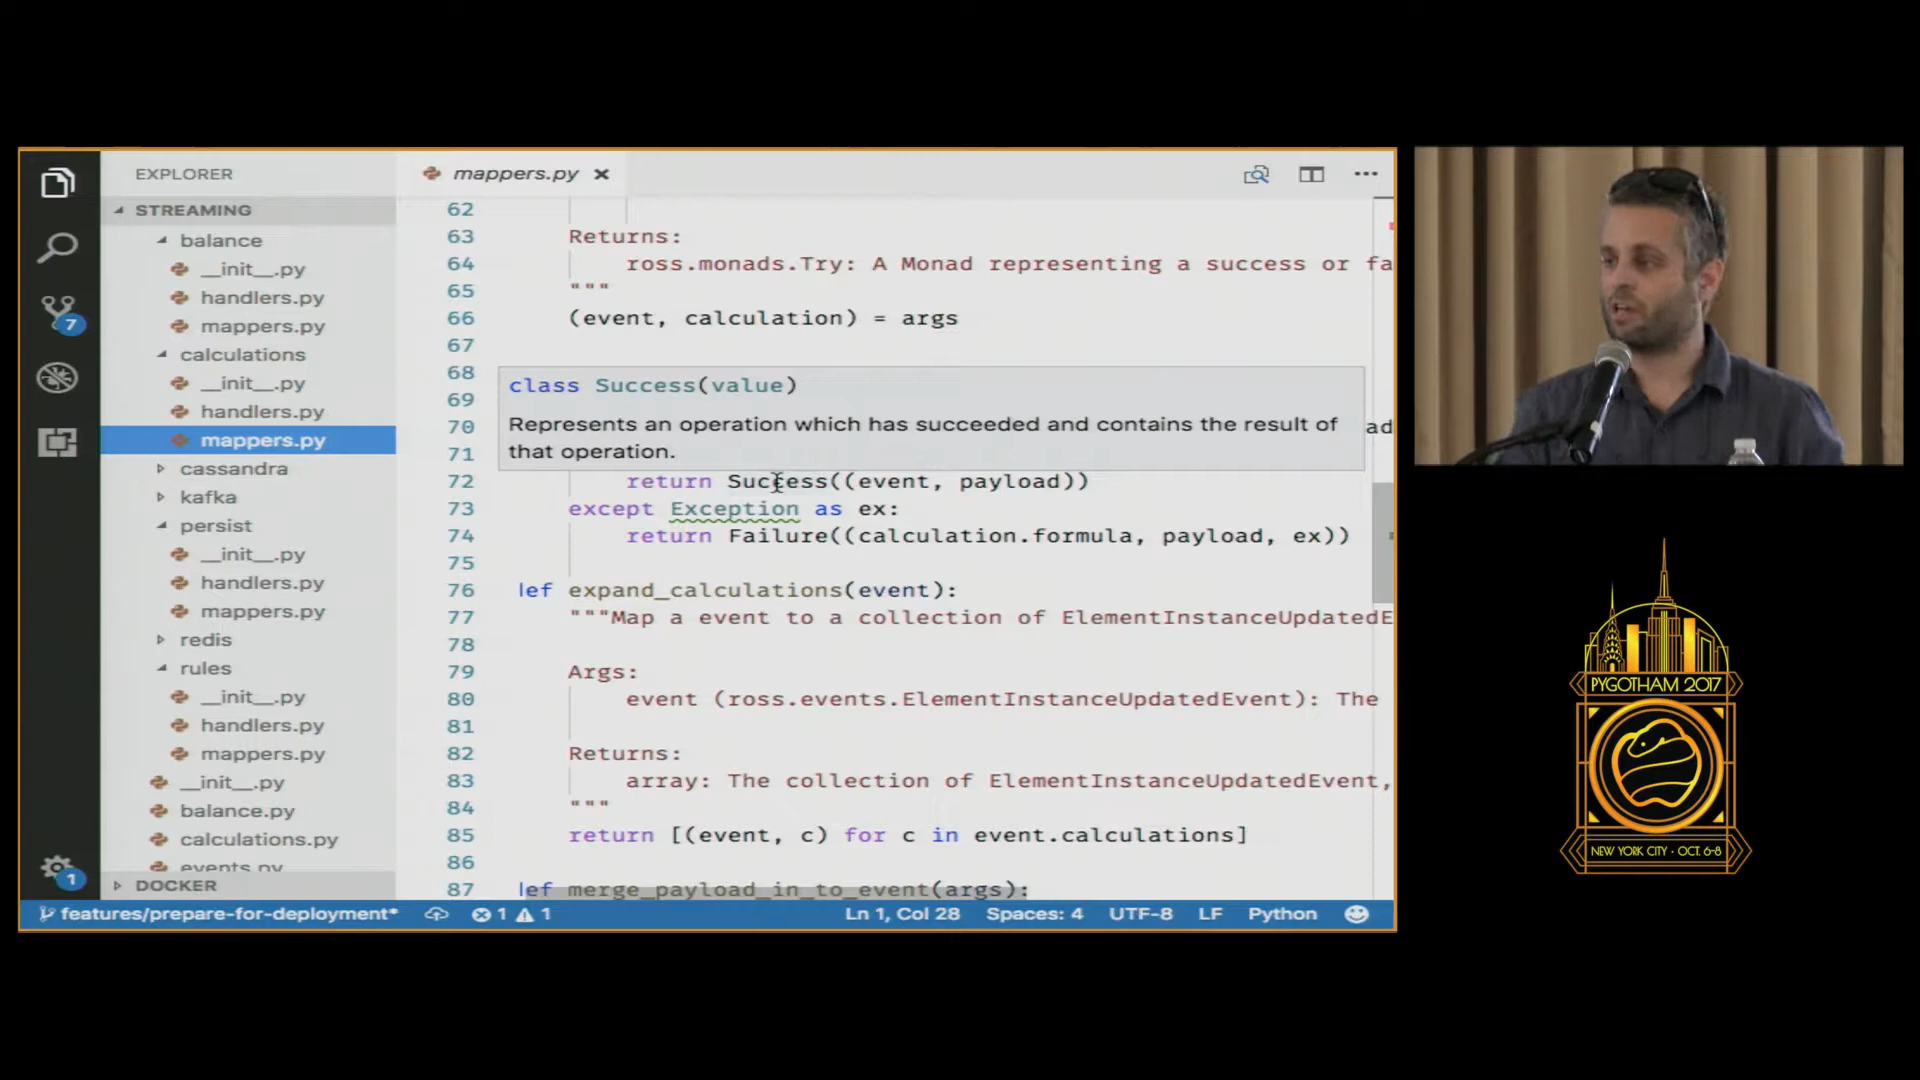 EXPLORER
STREAMING
balance
__init__.py
handlers.py
mappers.py
calculations
__init__.py
handlers.py
mappers.py
cassandra
kafka
persist
__init__.py
handlers.py
mappers.py
redis
rules
__init__.py
handlers.py
mappers.py
__init__.py
balance.py
calculations.py
events.py
DOCKER
7
1
mappers.py
62
63 Returns:
64 ross.monads.Try: A Monad representing a success or fa
65 """
66 (event, calculation) = args
67
68
69
70 ad
71
class Success(value)
Represents an operation which has succeeded and contains the result of
that operation.
72 return Success((event, payload))
73 except Exception as ex:
74 return Failure((calculation.formula, payload, ex))
75
76 lef expand_calculations(event):
77 """Map a event to a collection of ElementInstanceUpdatedE
78
79 Args:
80 event (ross.events.ElementInstanceUpdatedEvent): The
81
82 Returns:
83 array: The collection of ElementInstanceUpdatedEvent,
84 """
85 return [(event, c) for c in event.calculations]
86
87 lef merge_payload_in_to_event(args):
features/prepare-for-deployment* 1 1 Ln 1, Col 28 Spaces: 4 UTF-8 LF Python
PYGOTHAM 2017
NEW YORK CITY · OCT. 6-8